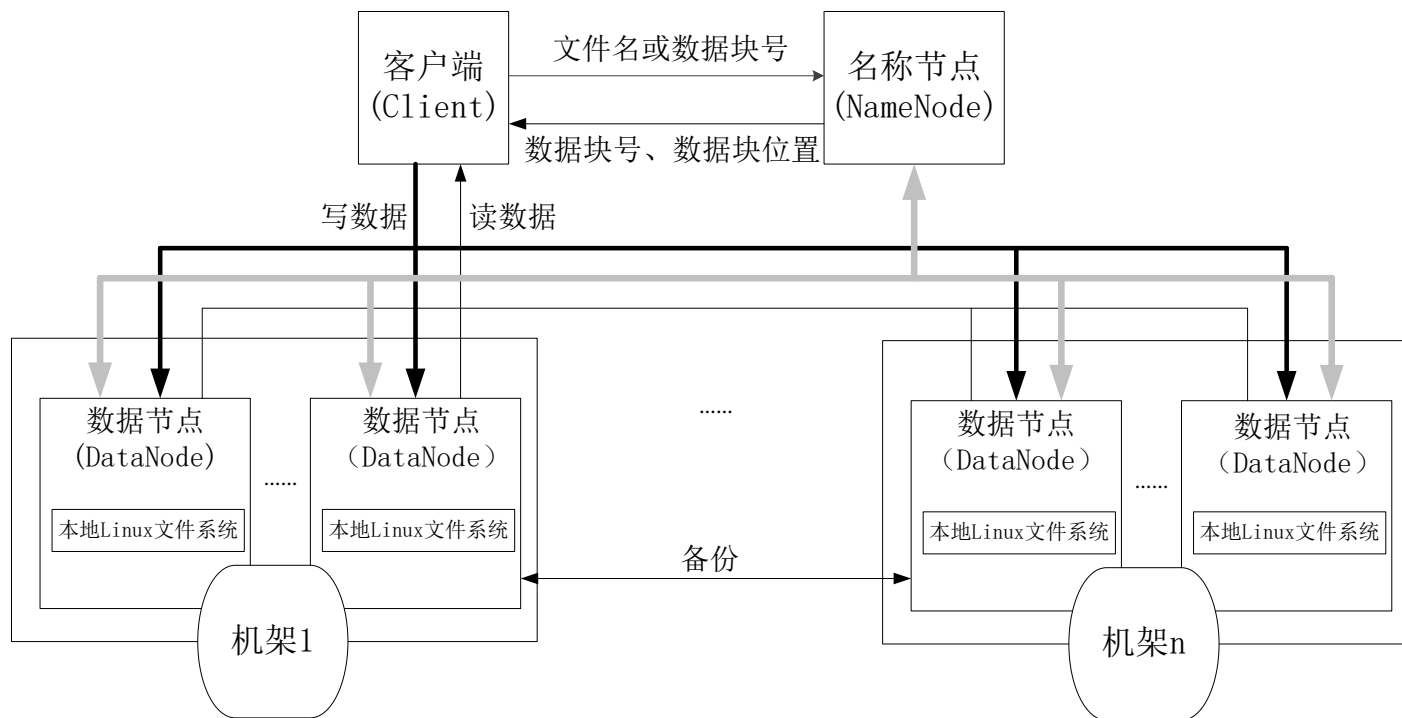 客户端
(Client)
文件名或数据块号
名称节点
(NameNode)
数据块号、数据块位置
写数据
读数据
数据节点
(DataNode)
本地Linux文件系统
……
数据节点
（DataNode）
本地Linux文件系统
机架1
……
备份
数据节点
（DataNode）
本地Linux文件系统
……
数据节点
（DataNode）
本地Linux文件系统
机架n